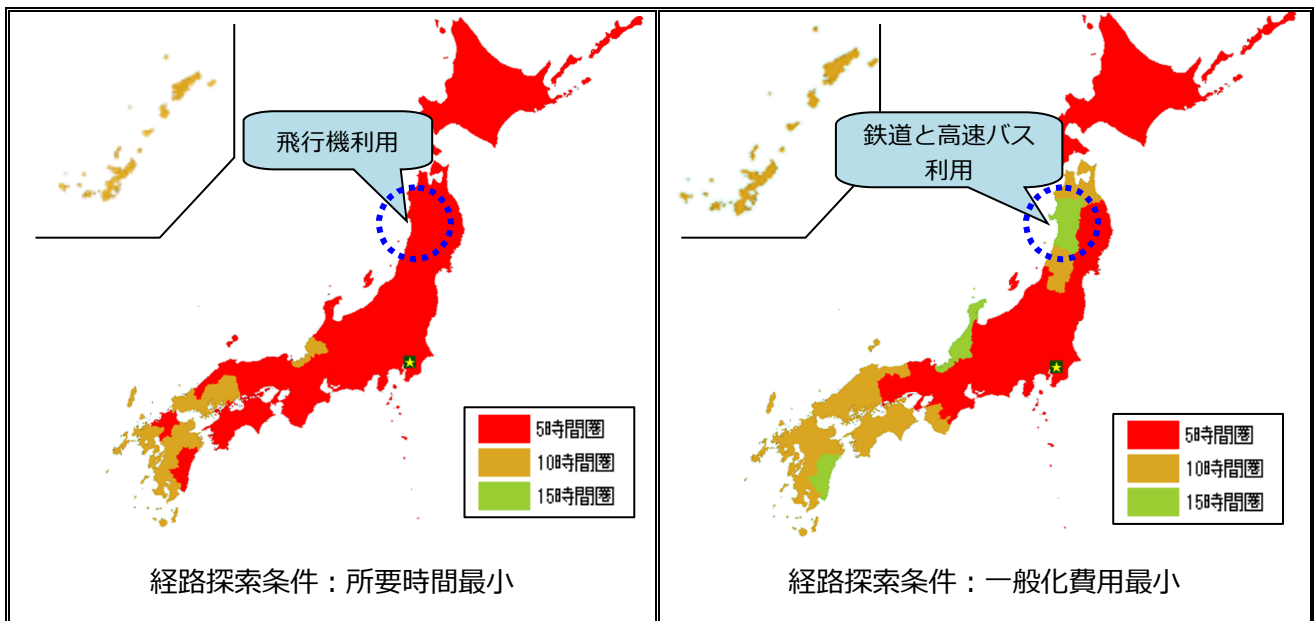 飛行機利用
5時間圏
10時間圏
15時間圏
経路探索条件：所要時間最小
鉄道と高速バス
利用
5時間圏
10時間圏
15時間圏
経路探索条件：一般化費用最小